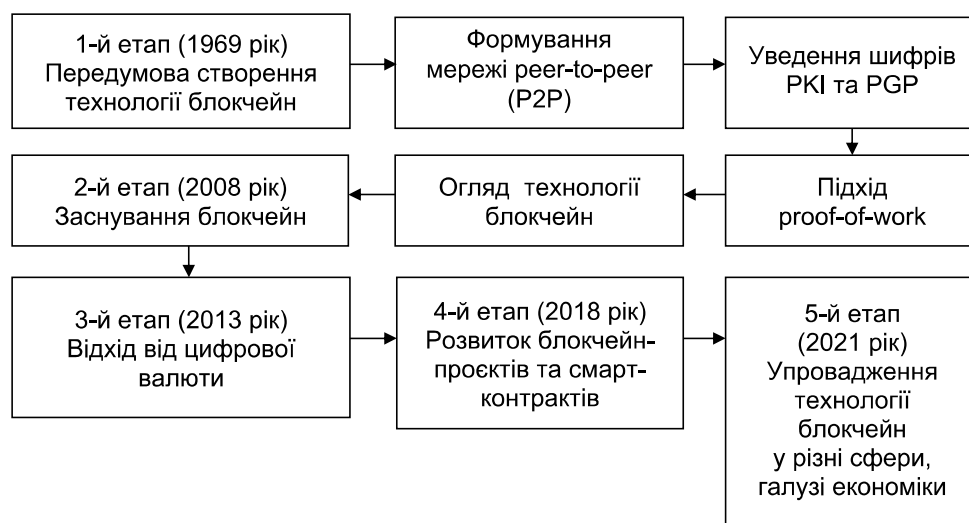 1-й етап (1969 рік)
Передумова створення
технології блокчейн
Формування
мережі peer-to-peer
(P2P)
Уведення шифрів
PKI та PGP
Підхід
proof-of-work
Огляд технології
блокчейн
2-й етап (2008 рік)
Заснування блокчейн
3-й етап (2013 рік)
Відхід від цифрової
валюти
4-й етап (2018 рік)
Розвиток блокчейн-
проєктів та смарт-
контрактів
5-й етап
(2021 рік)
Упровадження
технології
блокчейн
у різні сфери,
галузі економіки